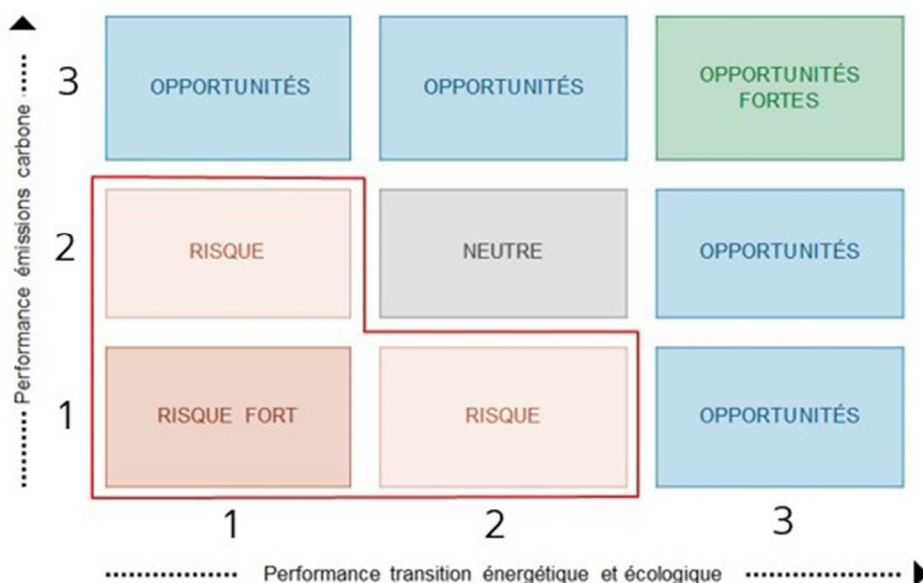 Performance émissions carbone
3
OPPORTUNITÉS
OPPORTUNITÉS
OPPORTUNITÉS
FORTES
2
RISQUE
NEUTRE
OPPORTUNITÉS
1
RISQUE FORT
RISQUE
OPPORTUNITÉS
1
2
3
Performance transition énergétique et écologique